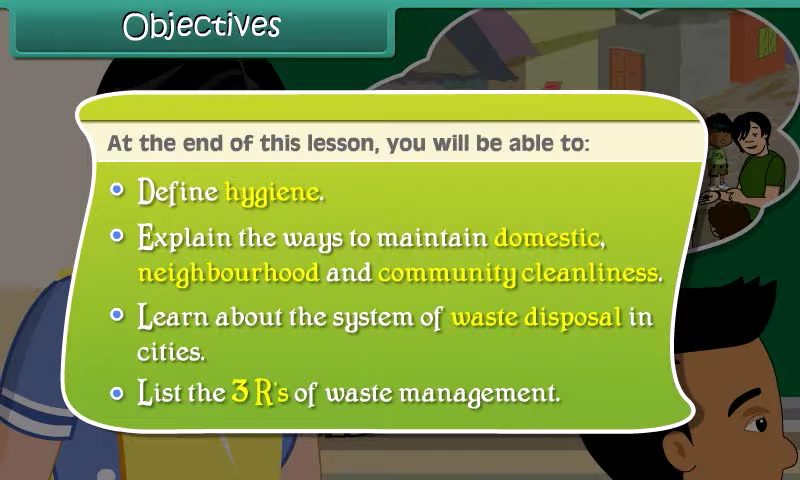 Objectives
At the end of this lesson, you will be able to:
Define hygiene.
Explain the ways to maintain domestic,
neighbourhood and community cleanliness.
Learn about the system of waste disposal in
cities.
List the 3 R's of waste management.